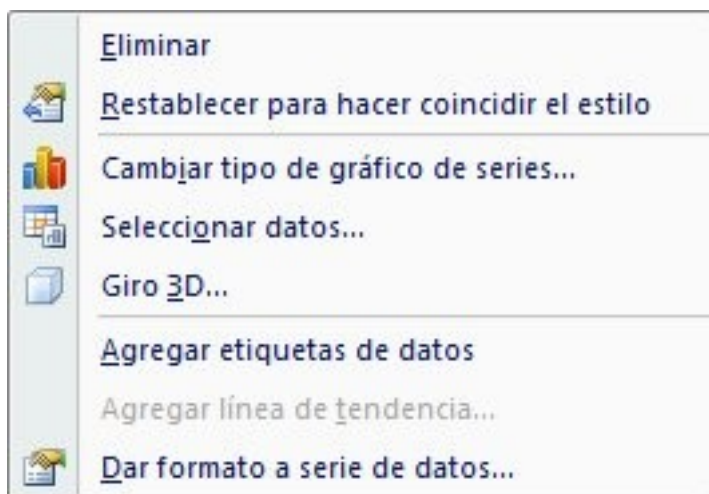 Eliminar
Restablecer para hacer coincidir el estilo
Cambiar tipo de gráfico de series...
Seleccionar datos...
Giro 3D...
Agregar etiquetas de datos
Agregar línea de tendencia...
Dar formato a serie de datos...